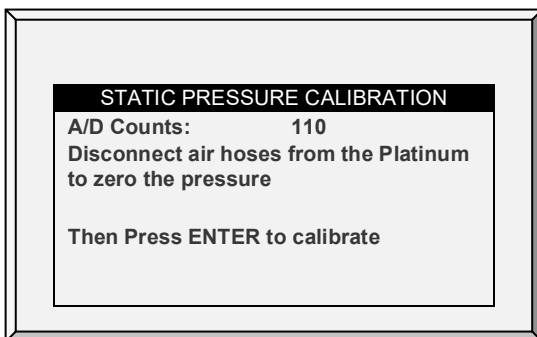 STATIC PRESSURE CALIBRATION
A/D Counts: 110
Disconnect air hoses from the Platinum
to zero the pressure
Then Press ENTER to calibrate